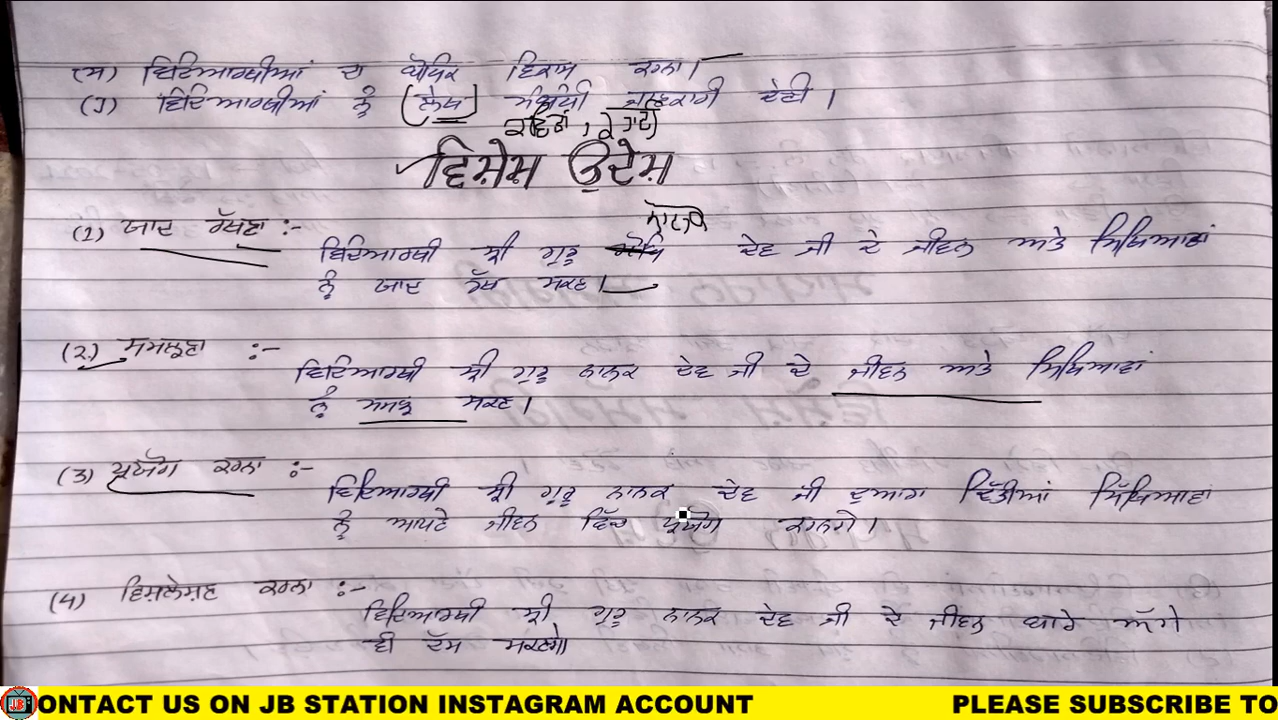 (ਸ) ਵਿਦਿਆਰਥੀਆਂ ਦਾ ਬੌਧਿਕ ਵਿਕਾਸ ਕਰਨਾ।
(ਹ) ਵਿਦਿਆਰਥੀਆਂ ਨੂੰ (ਲੇਖ) ਸੰਬੰਧੀ ਜਾਣਕਾਰੀ ਦੇਣੀ।
ਕਵਿਤਾ,
ਵਿਸ਼ੇਸ਼ ਉਦੇਸ਼
(1) ਯਾਦ ਰੱਖਣਾ :-
ਨਾਨਕ
ਵਿਦਿਆਰਥੀ ਸ਼੍ਰੀ ਗੁਰੂ ਦੇਵ ਜੀ ਦੇ ਜੀਵਨ ਅਤੇ ਸਿੱਖਿਆਵਾਂ
ਨੂੰ ਯਾਦ ਰੱਖ ਸਕਣ।
(2) ਸਮਝਣਾ :-
ਵਿਦਿਆਰਥੀ ਸ਼੍ਰੀ ਗੁਰੂ ਨਾਨਕ ਦੇਵ ਜੀ ਦੇ ਜੀਵਨ ਅਤੇ ਸਿੱਖਿਆਵਾਂ
ਨੂੰ ਸਮਝ ਸਕਣ।
(3) ਪ੍ਰਯੋਗ ਕਰਨਾ :-
ਵਿਦਿਆਰਥੀ ਸ਼੍ਰੀ ਗੁਰੂ ਨਾਨਕ ਦੇਵ ਜੀ ਦੁਆਰਾ ਦਿੱਤੀਆਂ ਸਿੱਖਿਆਵਾਂ
ਨੂੰ ਆਪਣੇ ਜੀਵਨ ਵਿੱਚ ਪ੍ਰਯੋਗ ਕਰਨਗੇ।
(4) ਵਿਸ਼ਲੇਸ਼ਣ ਕਰਨਾ :-
ਵਿਦਿਆਰਥੀ ਸ਼੍ਰੀ ਗੁਰੂ ਨਾਨਕ ਦੇਵ ਜੀ ਦੇ ਜੀਵਨ ਬਾਰੇ ਅੱਗੇ
ਵੀ ਦੱਸ ਸਕਣਗੇ।
ONTACT US ON JB STATION INSTAGRAM ACCOUNT PLEASE SUBSCRIBE TO